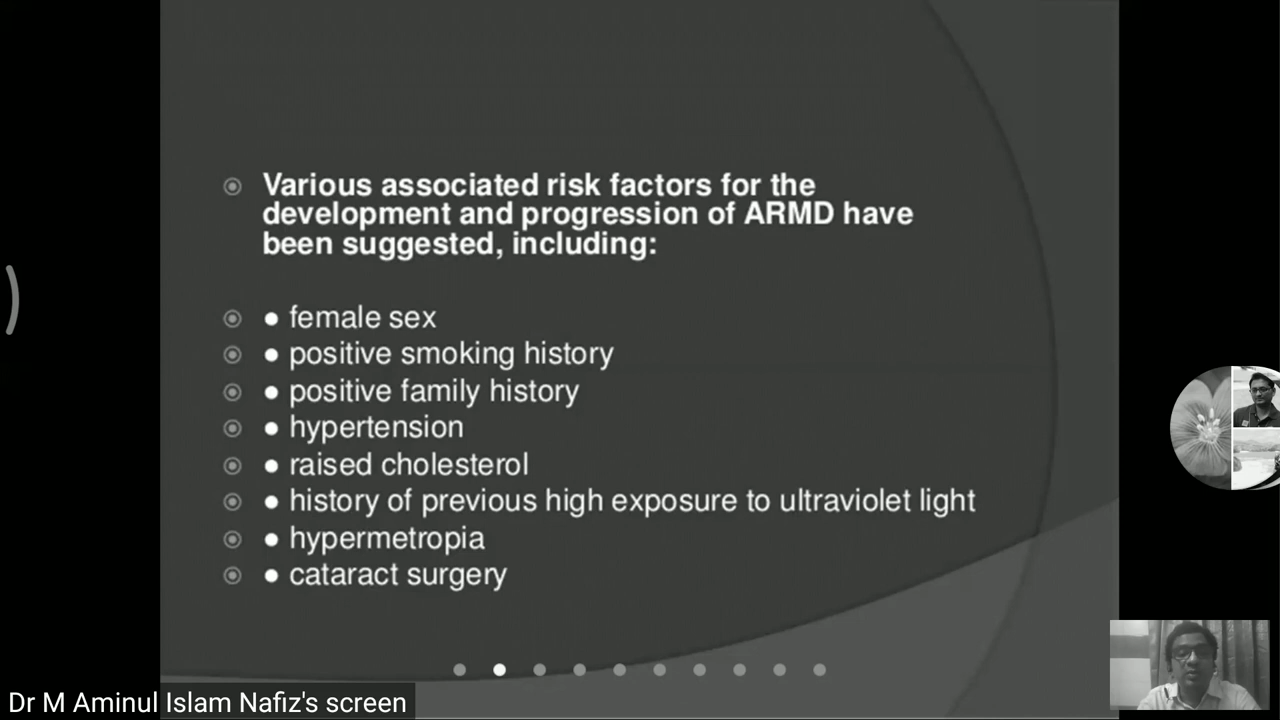 Various associated risk factors for the
development and progression of ARMD have
been suggested, including:
● female sex
● positive smoking history
● positive family history
● hypertension
● raised cholesterol
● history of previous high exposure to ultraviolet light
● hypermetropia
● cataract surgery
Dr M Aminul Islam Nafiz's screen